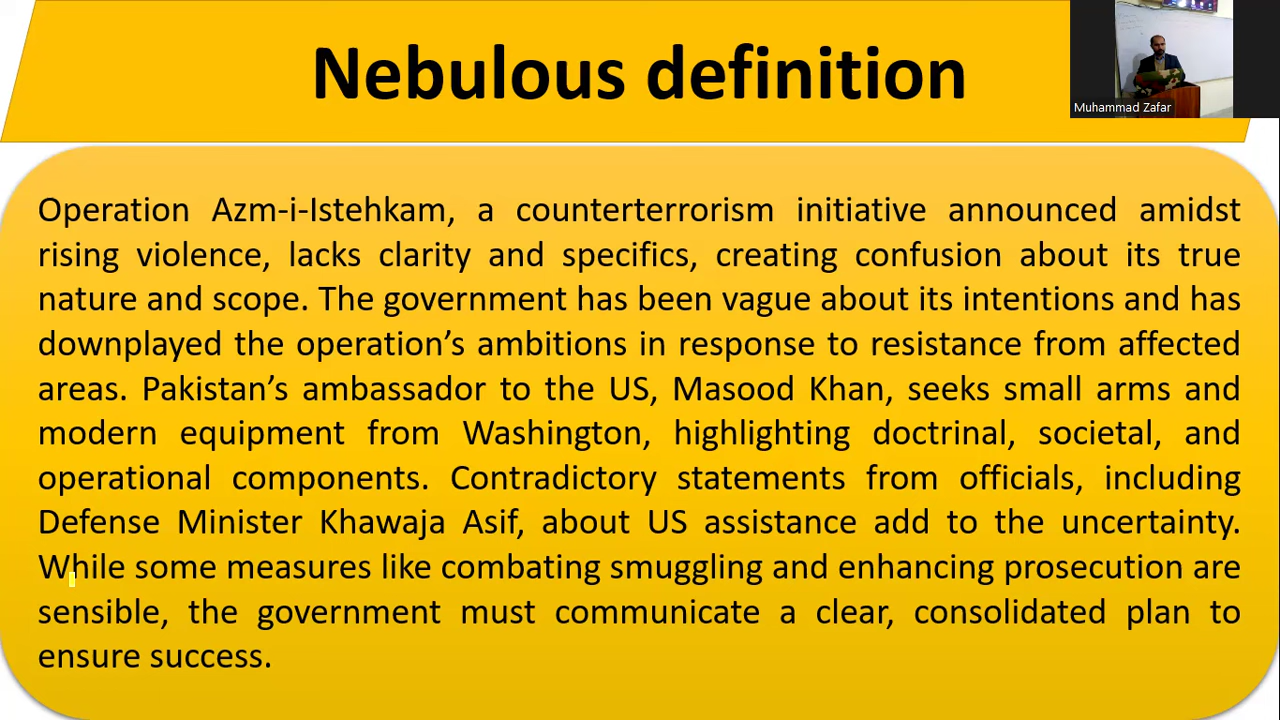 Nebulous definition
Muhammad Zafar
Operation Azm-i-Istehkam, a counterterrorism initiative announced amidst
rising violence, lacks clarity and specifics, creating confusion about its true
nature and scope. The government has been vague about its intentions and has
downplayed the operation’s ambitions in response to resistance from affected
areas. Pakistan’s ambassador to the US, Masood Khan, seeks small arms and
modern equipment from Washington, highlighting doctrinal, societal, and
operational components. Contradictory statements from officials, including
Defense Minister Khawaja Asif, about US assistance add to the uncertainty.
While some measures like combating smuggling and enhancing prosecution are
sensible, the government must communicate a clear, consolidated plan to
ensure success.